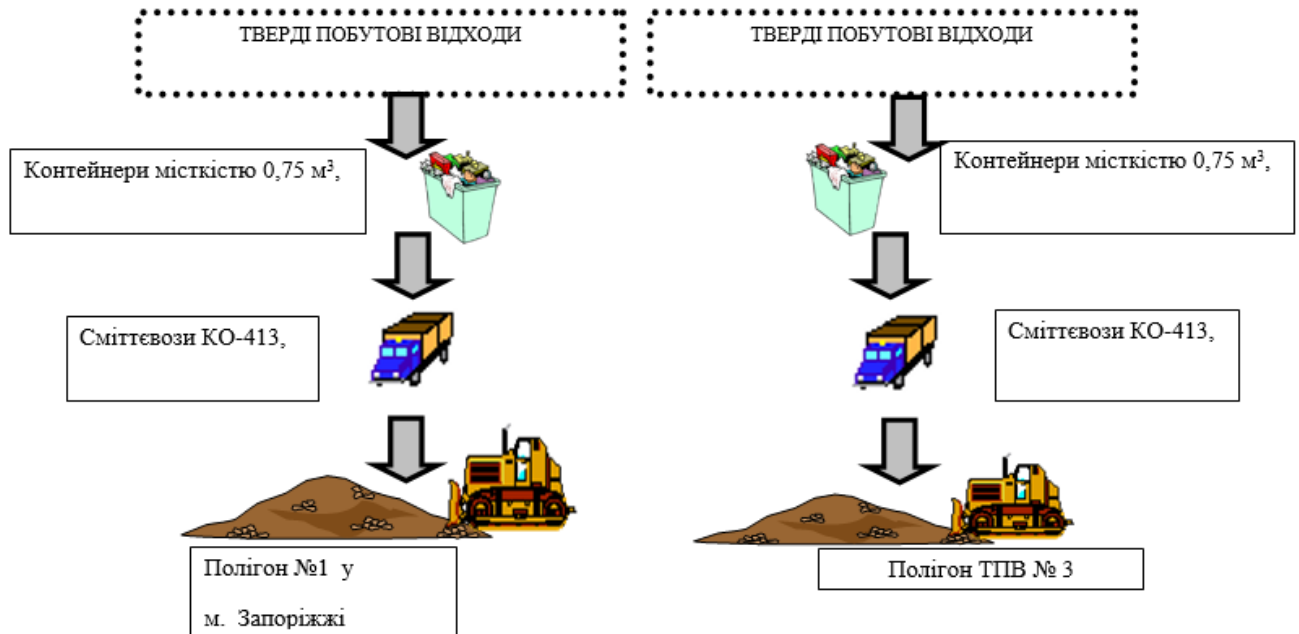 ТВЕРДІ ПОБУТОВІ ВІДХОДИ
Контейнери місткістю 0,75 м³,
Сміттєвози КО-413,
Полігон №1 у
м. Запоріжжі
ТВЕРДІ ПОБУТОВІ ВІДХОДИ
Контейнери місткістю 0,75 м³,
Сміттєвози КО-413,
Полігон ТПВ № 3